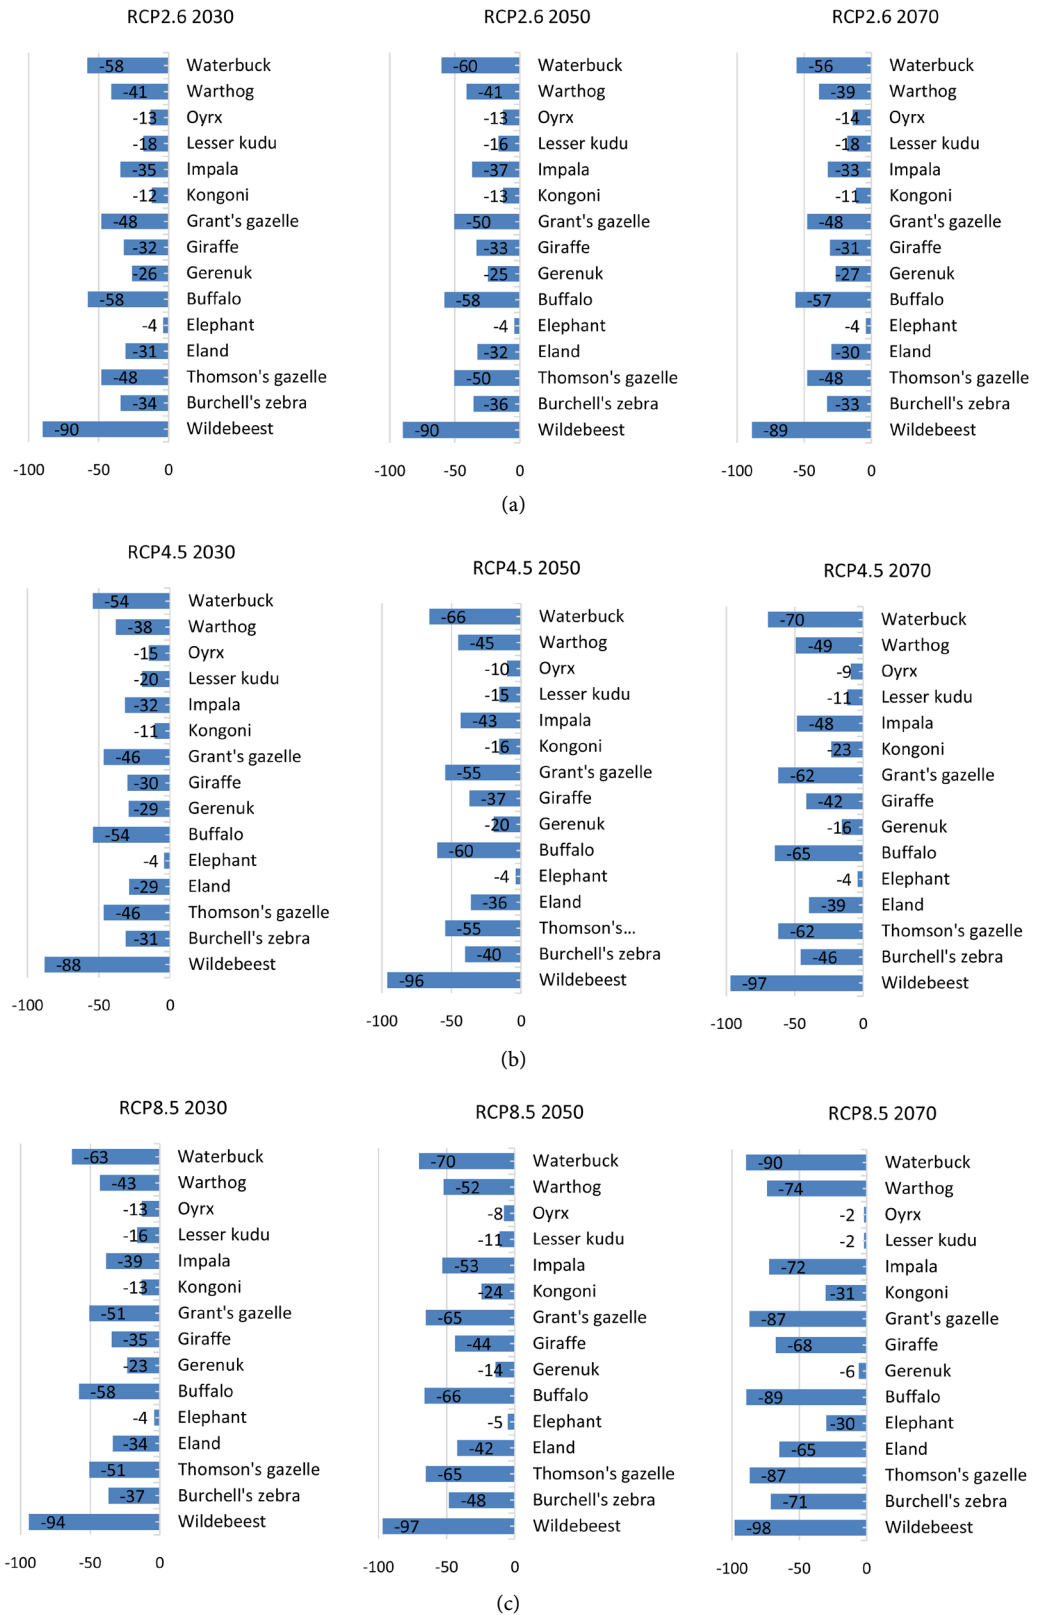 RCP2.6 2030
-58 Waterbuck
-41 Warthog
-13 Oyrx
-18 Lesser kudu
-35 Impala
-12 Kongoni
-48 Grant's gazelle
-32 Giraffe
-26 Gerenuk
-58 Buffalo
-4 Elephant
-31 Eland
-48 Thomson's gazelle
-34 Burchell's zebra
-90 Wildebeest
-100 -50 0
RCP2.6 2050
-60 Waterbuck
-41 Warthog
-13 Oyrx
-16 Lesser kudu
-37 Impala
-13 Kongoni
-50 Grant's gazelle
-33 Giraffe
-25 Gerenuk
-58 Buffalo
-4 Elephant
-32 Eland
-50 Thomson's gazelle
-36 Burchell's zebra
-90 Wildebeest
-100 -50 0
RCP2.6 2070
-56 Waterbuck
-39 Warthog
-14 Oyrx
-18 Lesser kudu
-33 Impala
-11 Kongoni
-48 Grant's gazelle
-31 Giraffe
-27 Gerenuk
-57 Buffalo
-4 Elephant
-30 Eland
-48 Thomson's gazelle
-33 Burchell's zebra
-89 Wildebeest
-100 -50 0
(a)
RCP4.5 2030
-54 Waterbuck
-38 Warthog
-15 Oyrx
-20 Lesser kudu
-32 Impala
-11 Kongoni
-46 Grant's gazelle
-30 Giraffe
-29 Gerenuk
-54 Buffalo
-4 Elephant
-29 Eland
-46 Thomson's gazelle
-31 Burchell's zebra
-88 Wildebeest
-100 -50 0
RCP4.5 2050
-66 Waterbuck
-45 Warthog
-10 Oyrx
-15 Lesser kudu
-43 Impala
-16 Kongoni
-55 Grant's gazelle
-37 Giraffe
-20 Gerenuk
-60 Buffalo
-4 Elephant
-36 Eland
-55 Thomson's...
-40 Burchell's zebra
-96 Wildebeest
-100 -50 0
RCP4.5 2070
-70 Waterbuck
-49 Warthog
-9 Oyrx
-11 Lesser kudu
-48 Impala
-23 Kongoni
-62 Grant's gazelle
-42 Giraffe
-16 Gerenuk
-65 Buffalo
-4 Elephant
-39 Eland
-62 Thomson's gazelle
-46 Burchell's zebra
-97 Wildebeest
-100 -50 0
(b)
RCP8.5 2030
-63 Waterbuck
-43 Warthog
-13 Oyrx
-16 Lesser kudu
-39 Impala
-13 Kongoni
-51 Grant's gazelle
-35 Giraffe
-23 Gerenuk
-58 Buffalo
-4 Elephant
-34 Eland
-51 Thomson's gazelle
-37 Burchell's zebra
-94 Wildebeest
-100 -50 0
RCP8.5 2050
-70 Waterbuck
-52 Warthog
-8 Oyrx
-11 Lesser kudu
-53 Impala
-24 Kongoni
-65 Grant's gazelle
-44 Giraffe
-14 Gerenuk
-66 Buffalo
-5 Elephant
-42 Eland
-65 Thomson's gazelle
-48 Burchell's zebra
-97 Wildebeest
-100 -50 0
RCP8.5 2070
-90 Waterbuck
-74 Warthog
-2 Oyrx
-2 Lesser kudu
-72 Impala
-31 Kongoni
-87 Grant's gazelle
-68 Giraffe
-6 Gerenuk
-89 Buffalo
-30 Elephant
-65 Eland
-87 Thomson's gazelle
-71 Burchell's zebra
-98 Wildebeest
-100 -50 0
(c)